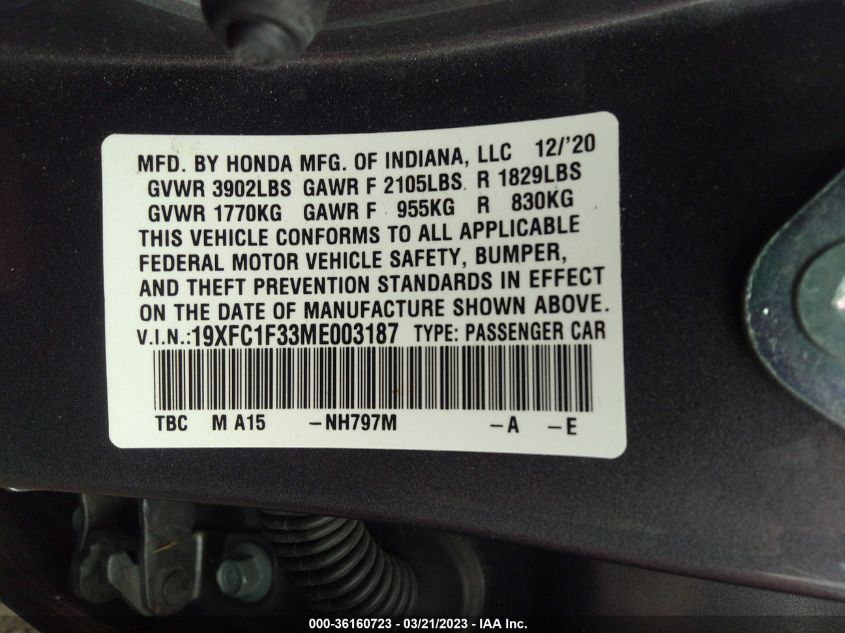 MFD. BY HONDA MFG. OF INDIANA, LLC 12/'20
GVWR 3902LBS GAWR F 2105LBS R 1829LBS
GVWR 1770KG GAWR F 955KG R 830KG
THIS VEHICLE CONFORMS TO ALL APPLICABLE
FEDERAL MOTOR VEHICLE SAFETY, BUMPER,
AND THEFT PREVENTION STANDARDS IN EFFECT
ON THE DATE OF MANUFACTURE SHOWN ABOVE.
V.I.N.:19XFC1F33ME003187 TYPE: PASSENGER CAR
TBC M A15 -NH797M -A -E
000-36160723 — 03/21/2023 — IAA Inc.